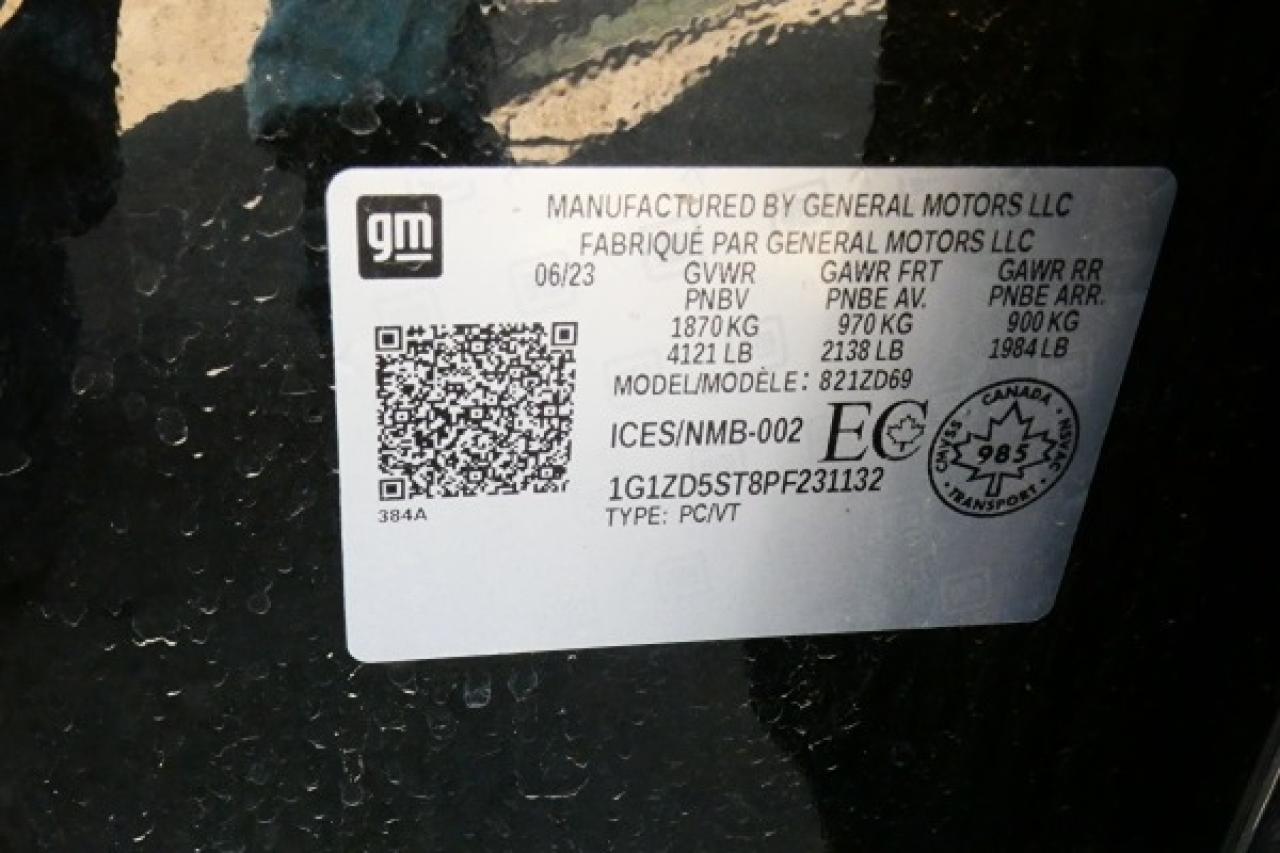 gm
MANUFACTURED BY GENERAL MOTORS LLC
FABRIQUÉ PAR GENERAL MOTORS LLC
06/23 GVWR GAWR FRT GAWR RR
PNBV PNBE AV. PNBE ARR.
1870 KG 970 KG 900 KG
4121 LB 2138 LB 1984 LB
MODEL/MODÈLE: 821ZD69
ICES/NMB-002 EC
CANADA
CMVSS 985 NSVAC
TRANSPORT
1G1ZD5ST8PF231132
384A TYPE: PC/VT